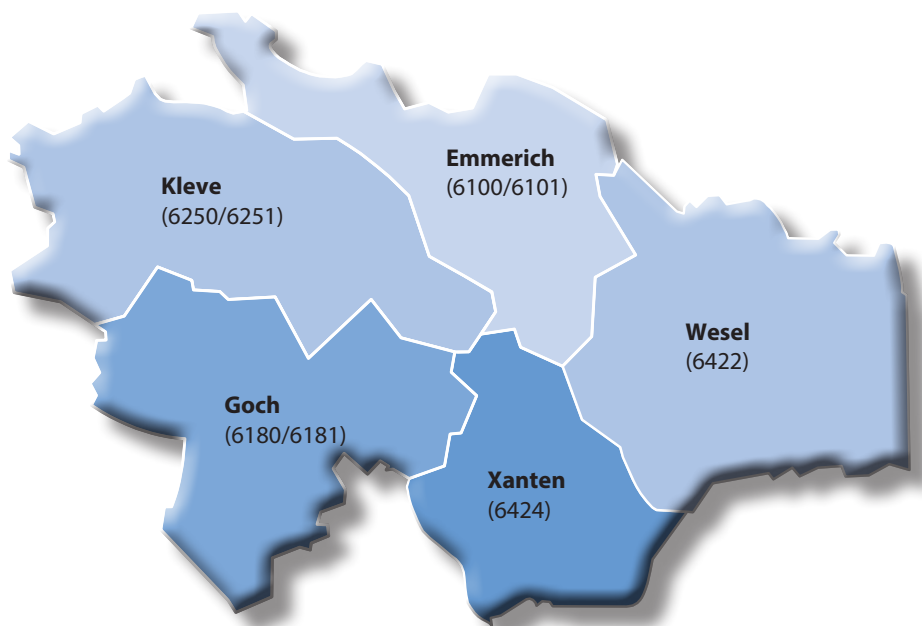 Emmerich
(6100/6101)
Kleve
(6250/6251)
Wesel
(6422)
Goch
(6180/6181)
Xanten
(6424)